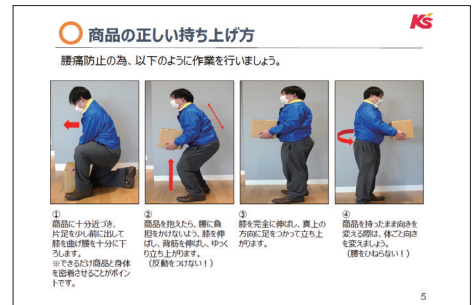 商品の正しい持ち上げ方
K's
腰痛防止の為、以下のように作業を行いましょう。
①
商品に十分近づき、
片足を少し前に出して
膝を曲げ腰を十分に下
ろします。
※できるだけ商品と身体
を密着させることがポイン
トです。
②
商品を抱えたら、腰に負
担をかけないよう、膝を伸
ばし、背筋を伸ばし、ゆっく
り立ち上がります。
（反動をつけない！）
③
膝を完全に伸ばし、真上の
方向に足をつかって立ち上
がります。
④
商品を持ったまま向きを
変える際は、体ごと向き
を変えましょう。
（腰をひねらない！）
5